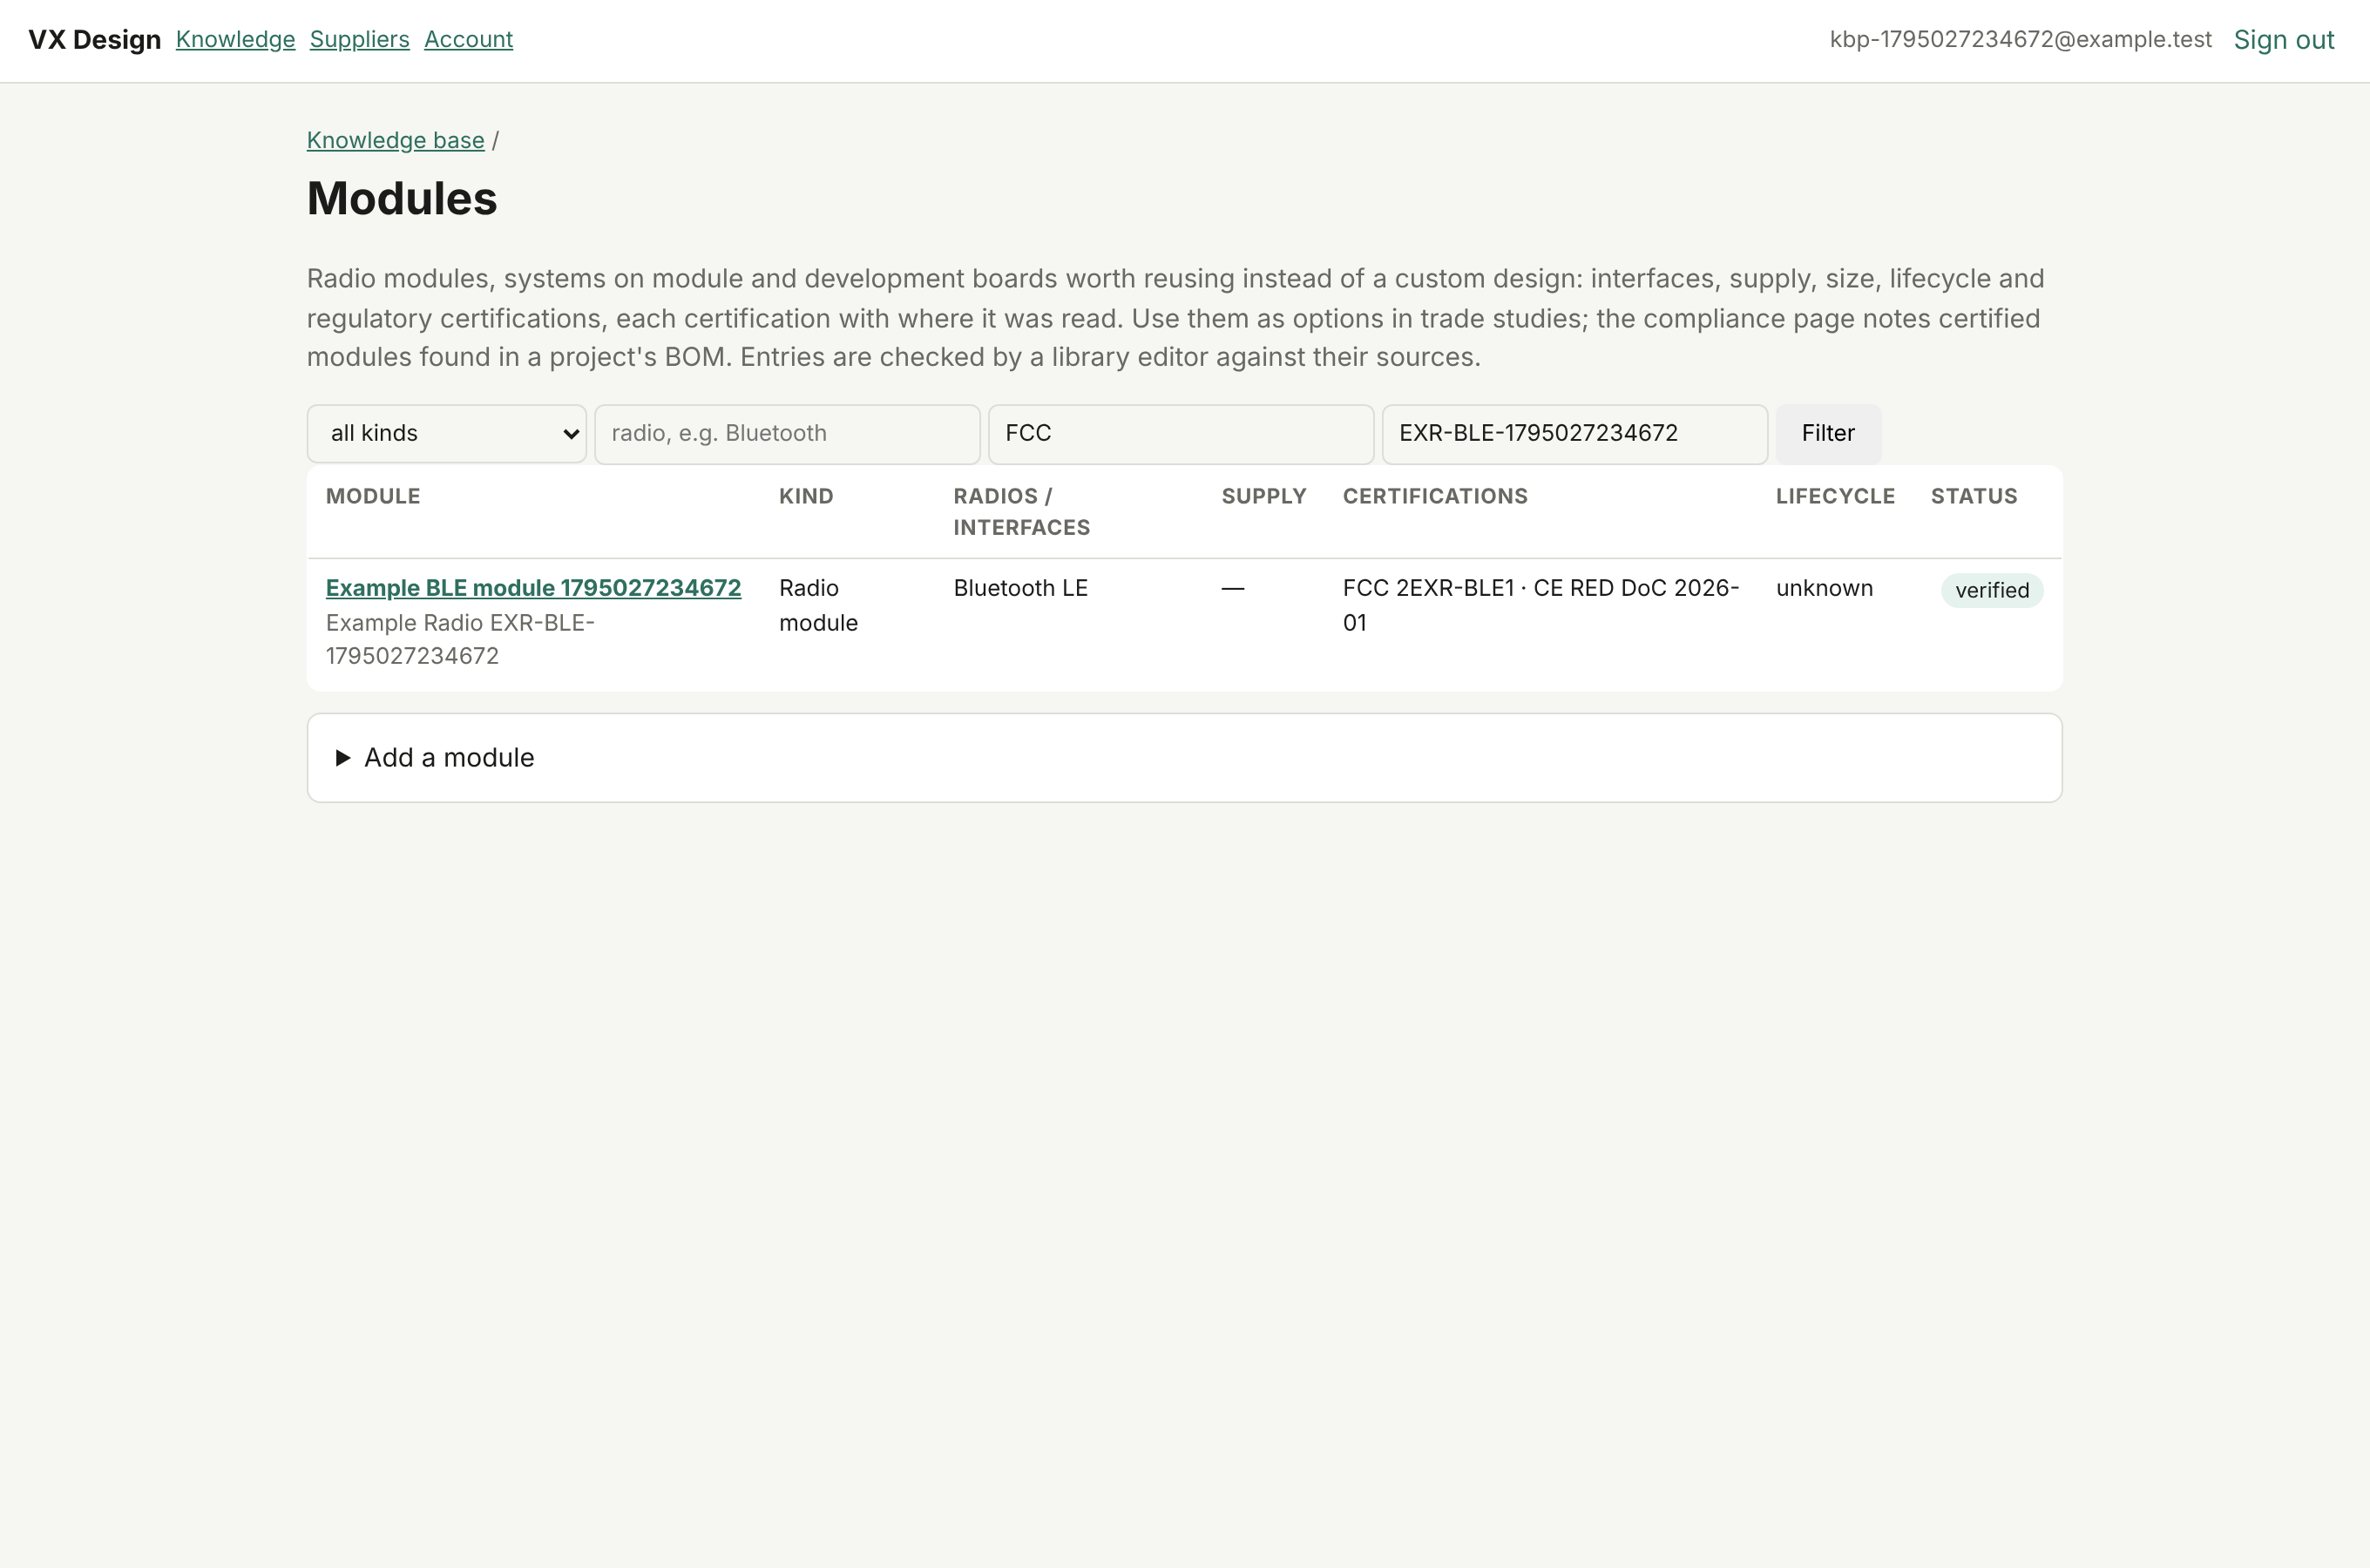 VX Design Knowledge Suppliers Account kbp-1795027234672@example.test Sign out
Knowledge base /
Modules
Radio modules, systems on module and development boards worth reusing instead of a custom design: interfaces, supply, size, lifecycle and
regulatory certifications, each certification with where it was read. Use them as options in trade studies; the compliance page notes certified
modules found in a project's BOM. Entries are checked by a library editor against their sources.
all kinds radio, e.g. Bluetooth FCC EXR-BLE-1795027234672 Filter
MODULE KIND RADIOS / SUPPLY CERTIFICATIONS LIFECYCLE STATUS
INTERFACES
Example BLE module 1795027234672 Radio Bluetooth LE — FCC 2EXR-BLE1 · CE RED DoC 2026- unknown verified
Example Radio EXR-BLE- module 01
1795027234672
Add a module